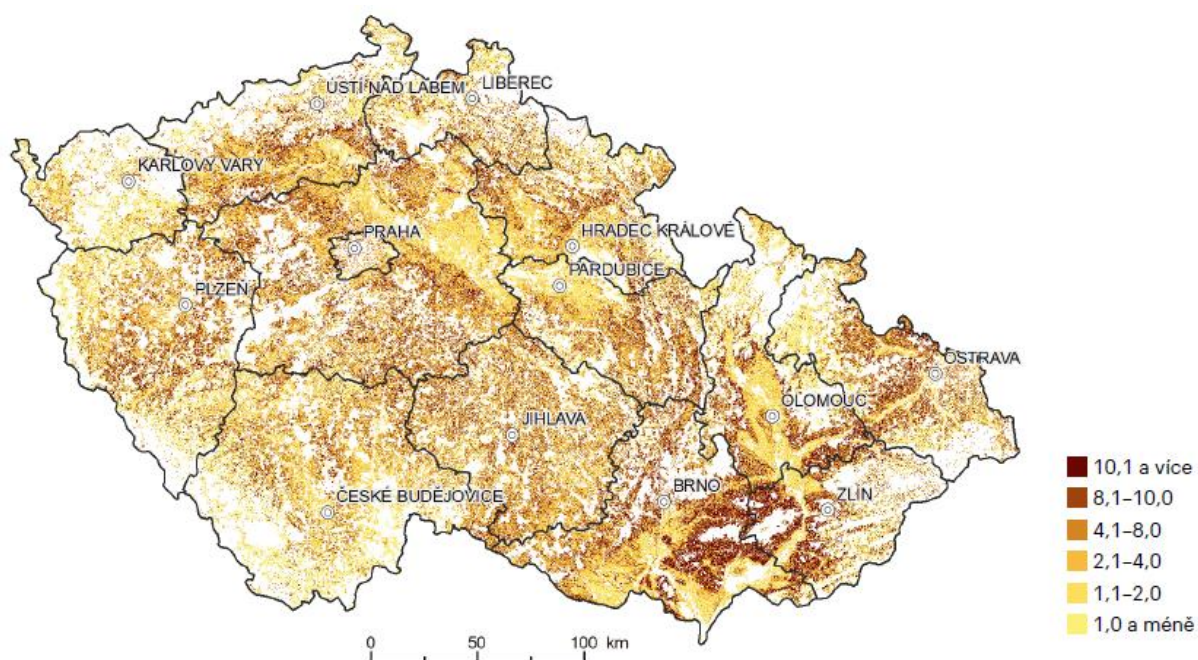 ÚSTÍ NAD LABEM
LIBEREC
KARLOVY VARY
PRAHA
HRADEC KRÁLOVÉ
PARDUBICE
PLZEŇ
OSTRAVA
OLOMOUC
JIHLAVA
BRNO
ZLÍN
ČESKÉ BUDĚJOVICE
10,1 a více
8,1–10,0
4,1–8,0
2,1–4,0
1,1–2,0
1,0 a méně
0 50 100 km